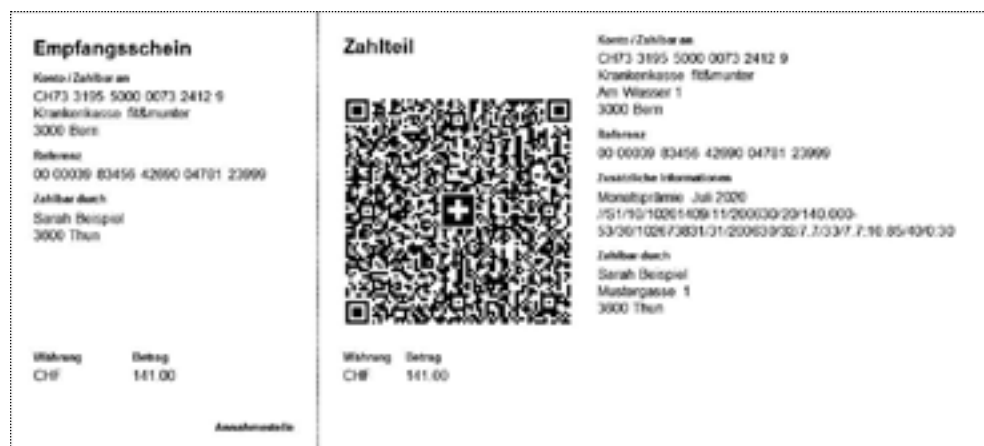 Empfangsschein
Konto / Zahlbar an
CH73 3195 5000 0073 2412 9
Krankenkasse fit&munter
3000 Bern
Referenz
00 00039 83456 42690 04701 23999
Zahlbar durch
Sarah Beispiel
3600 Thun
Währung Betrag
CHF 141.00
Annahmestelle
Zahlteil
Währung Betrag
CHF 141.00
Konto / Zahlbar an
CH73 3195 5000 0073 2412 9
Krankenkasse fit&munter
Am Wasser 1
3000 Bern
Referenz
00 00039 83456 42690 04701 23999
Zusätzliche Informationen
Monatsprämie Juli 2020
Zahlbar durch
Sarah Beispiel
Mustergasse 1
3600 Thun